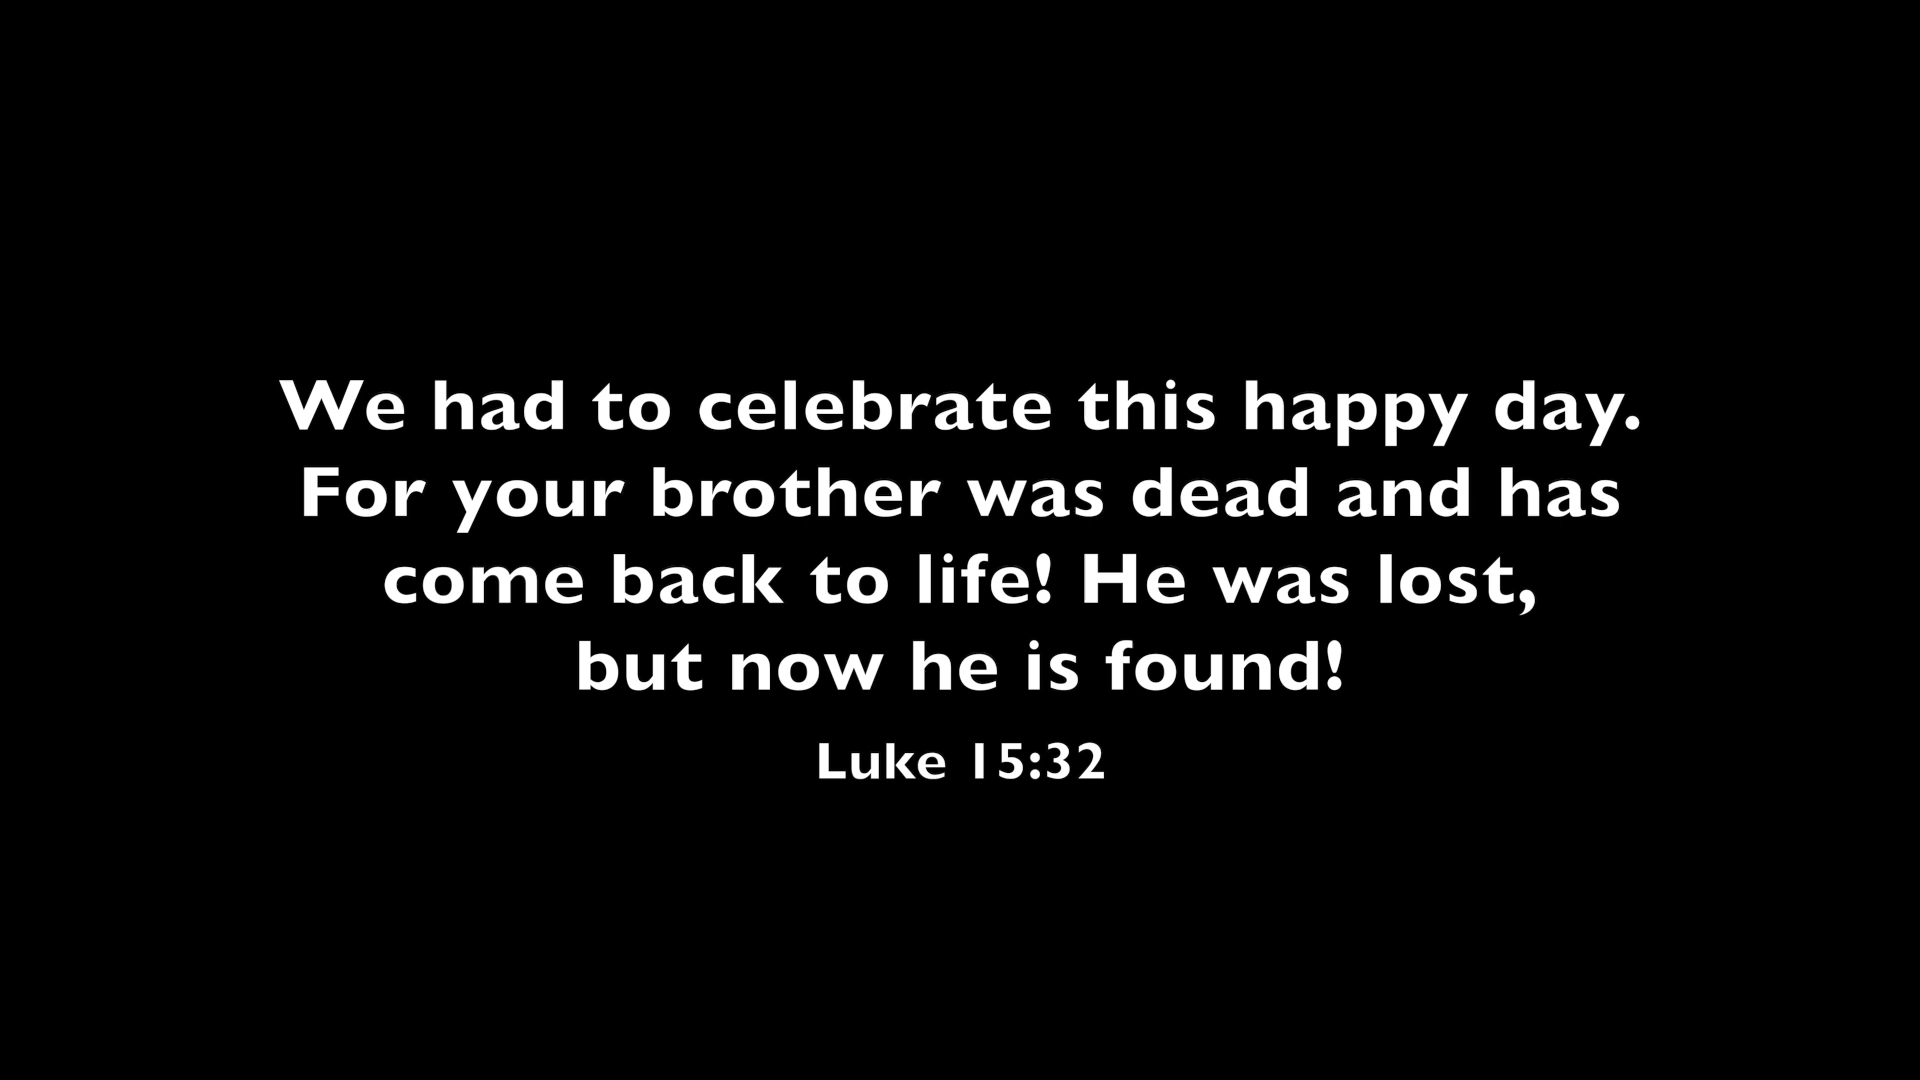 We had to celebrate this happy day.
For your brother was dead and has
come back to life! He was lost,
but now he is found!
Luke 15:32